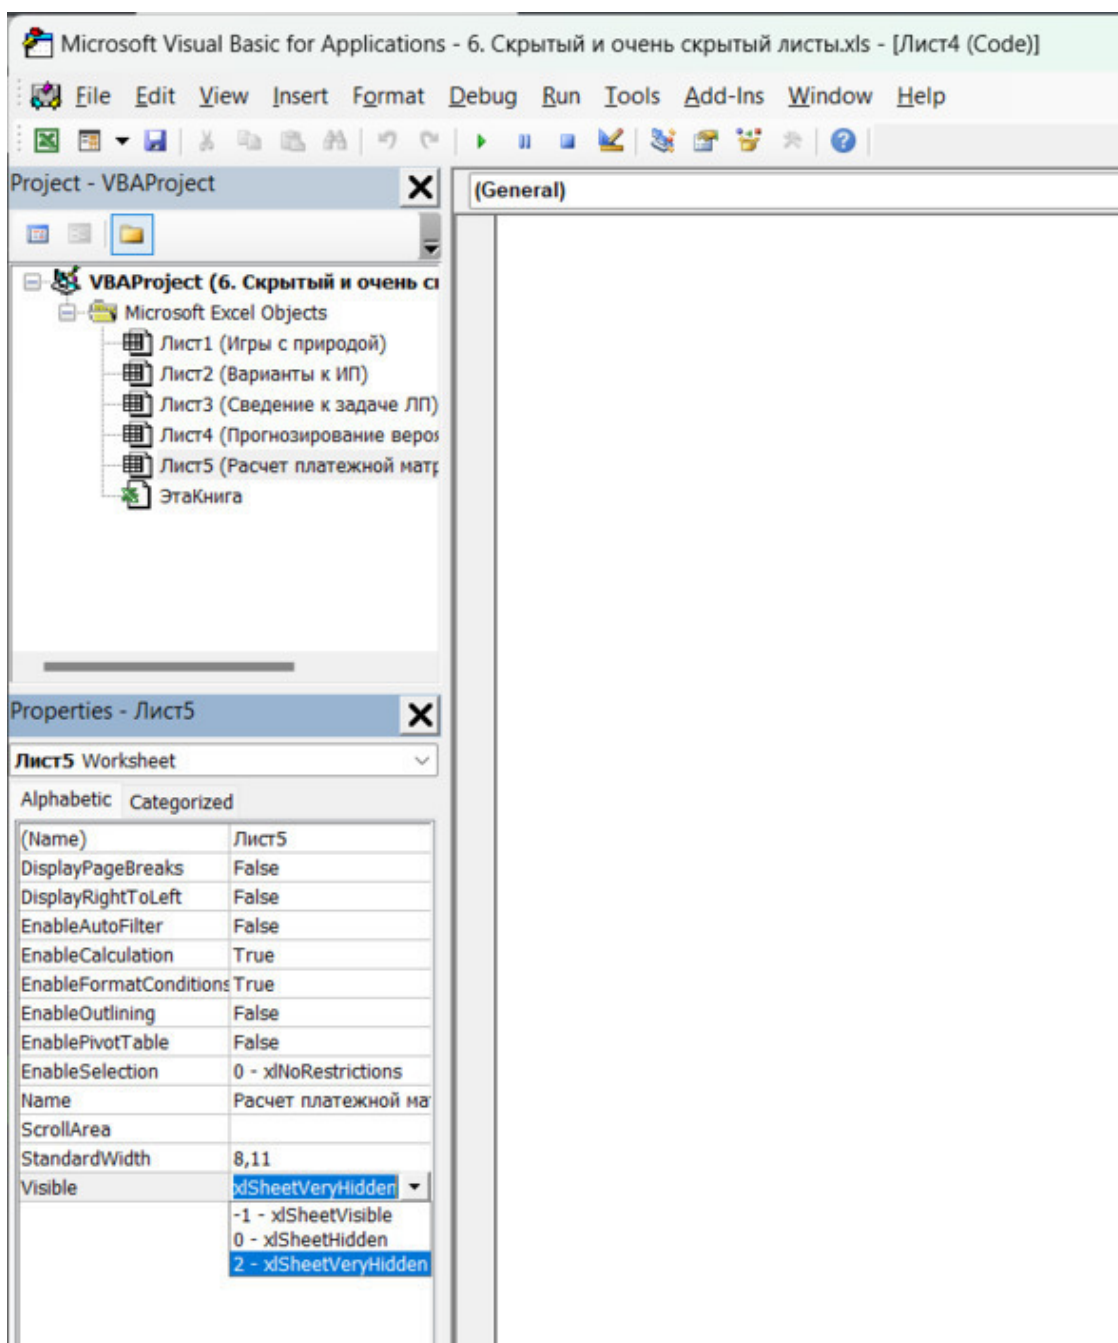 Microsoft Visual Basic for Applications - 6. Скрытый и очень скрытый листы.xls - [Лист4 (Code)]
File Edit View Insert Format Debug Run Tools Add-Ins Window Help
Project - VBAProject
(General)
VBAProject (6. Скрытый и очень
Microsoft Excel Objects
Лист1 (Игры с природой)
Лист2 (Варианты к ИП)
Лист3 (Сведение к задаче ЛП)
Лист4 (Прогнозирование веро
Лист5 (Расчет платежной матр
ЭтаКнига
Properties - Лист5
Лист5 Worksheet
Alphabetic Categorized
(Name) Лист5
DisplayPageBreaks False
DisplayRightToLeft False
EnableAutoFilter False
EnableCalculation True
EnableFormatConditions True
EnableOutlining False
EnablePivotTable False
EnableSelection 0 - xlNoRestrictions
Name Расчет платежной ма
ScrollArea
StandardWidth 8,11
Visible xlSheetVeryHidden
-1 - xlSheetVisible
0 - xlSheetHidden
2 - xlSheetVeryHidden